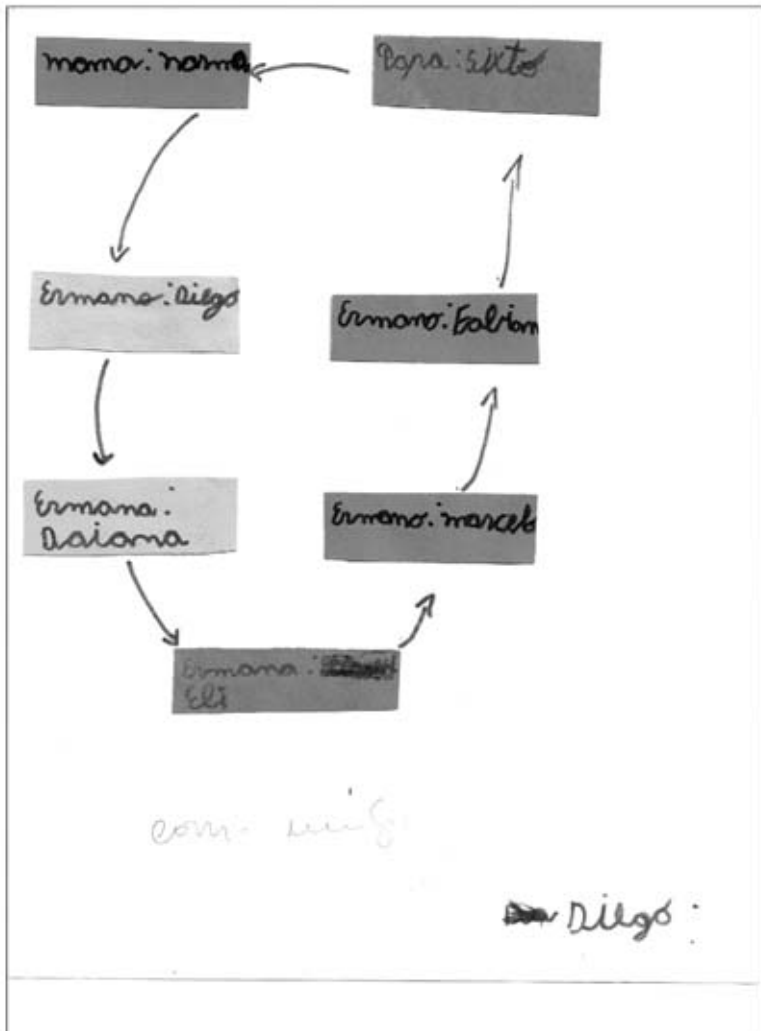 mama: norma
Papa: Sixto
Ermano: Diego
Ermano: Fabian
Ermana:
Daiana
Ermano: marcelo
Ermana:
Eli
Diego: